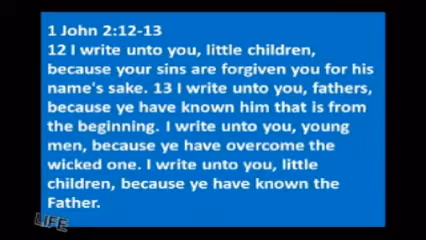 1 John 2:12-13
12 I write unto you, little children,
because your sins are forgiven you for his
name's sake. 13 I write unto you, fathers,
because ye have known him that is from
the beginning. I write unto you, young
men, because ye have overcome the
wicked one. I write unto you, little
children, because ye have known the
Father.
LIFE